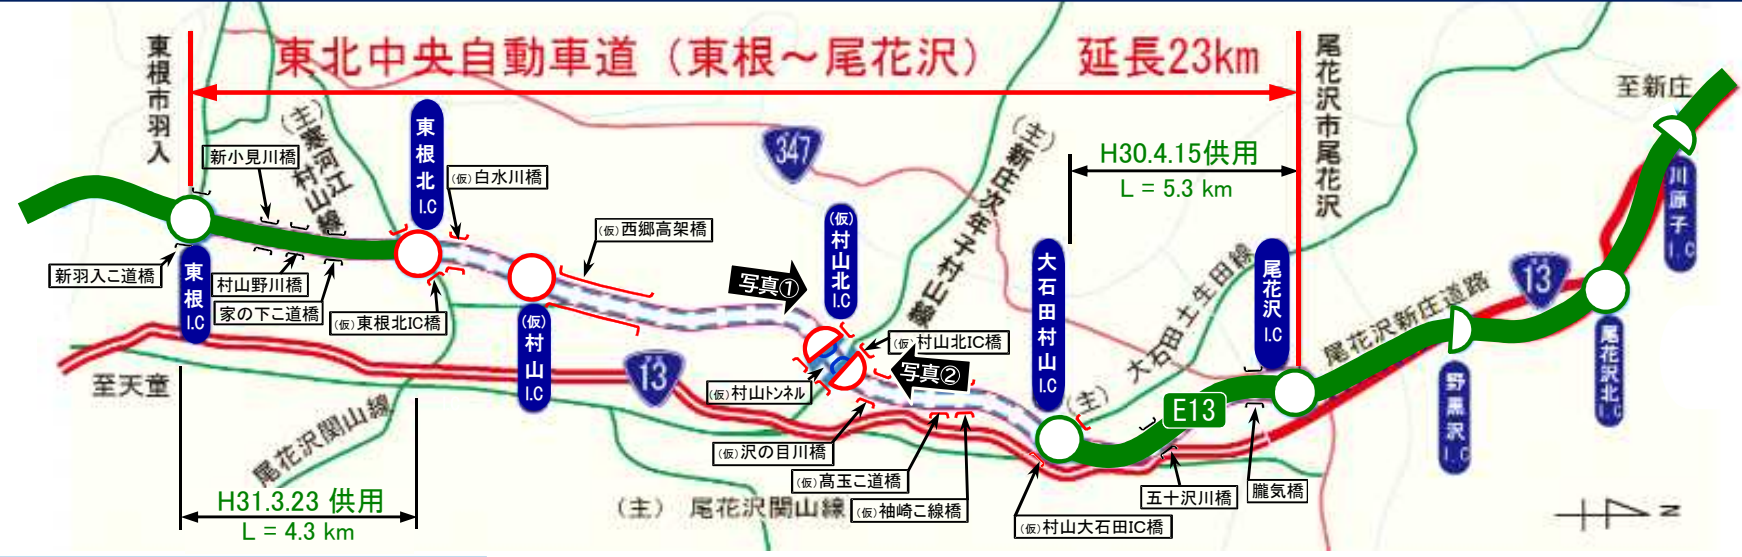 東北中央自動車道（東根～尾花沢）　延長23km
東根市羽入
尾花沢市尾花沢
至新庄
(主)寒河江村山線
東根北I.C
347
(主)新庄次年子村山線
H30.4.15供用
L = 5.3 km
新小見川橋
(仮)白水川橋
(仮)西郷高架橋
(仮)村山北I.C
川原子I.C
新羽入こ道橋
東根I.C
村山野川橋
家の下こ道橋
(仮)東根北IC橋
(仮)村山I.C
写真①
大石田村山I.C
(主)大石田土生田線
尾花沢I.C
尾花沢新庄道路
13
尾花沢北I.C
野黒沢I.C
至天童
13
(仮)村山北IC橋
写真②
(仮)村山トンネル
E13
尾花沢関山線
(仮)沢の目川橋
(仮)髙玉こ道橋
(仮)袖崎こ線橋
(主)　尾花沢関山線
(仮)村山大石田IC橋
五十沢川橋
朧気橋
H31.3.23 供用
L = 4.3 km
N